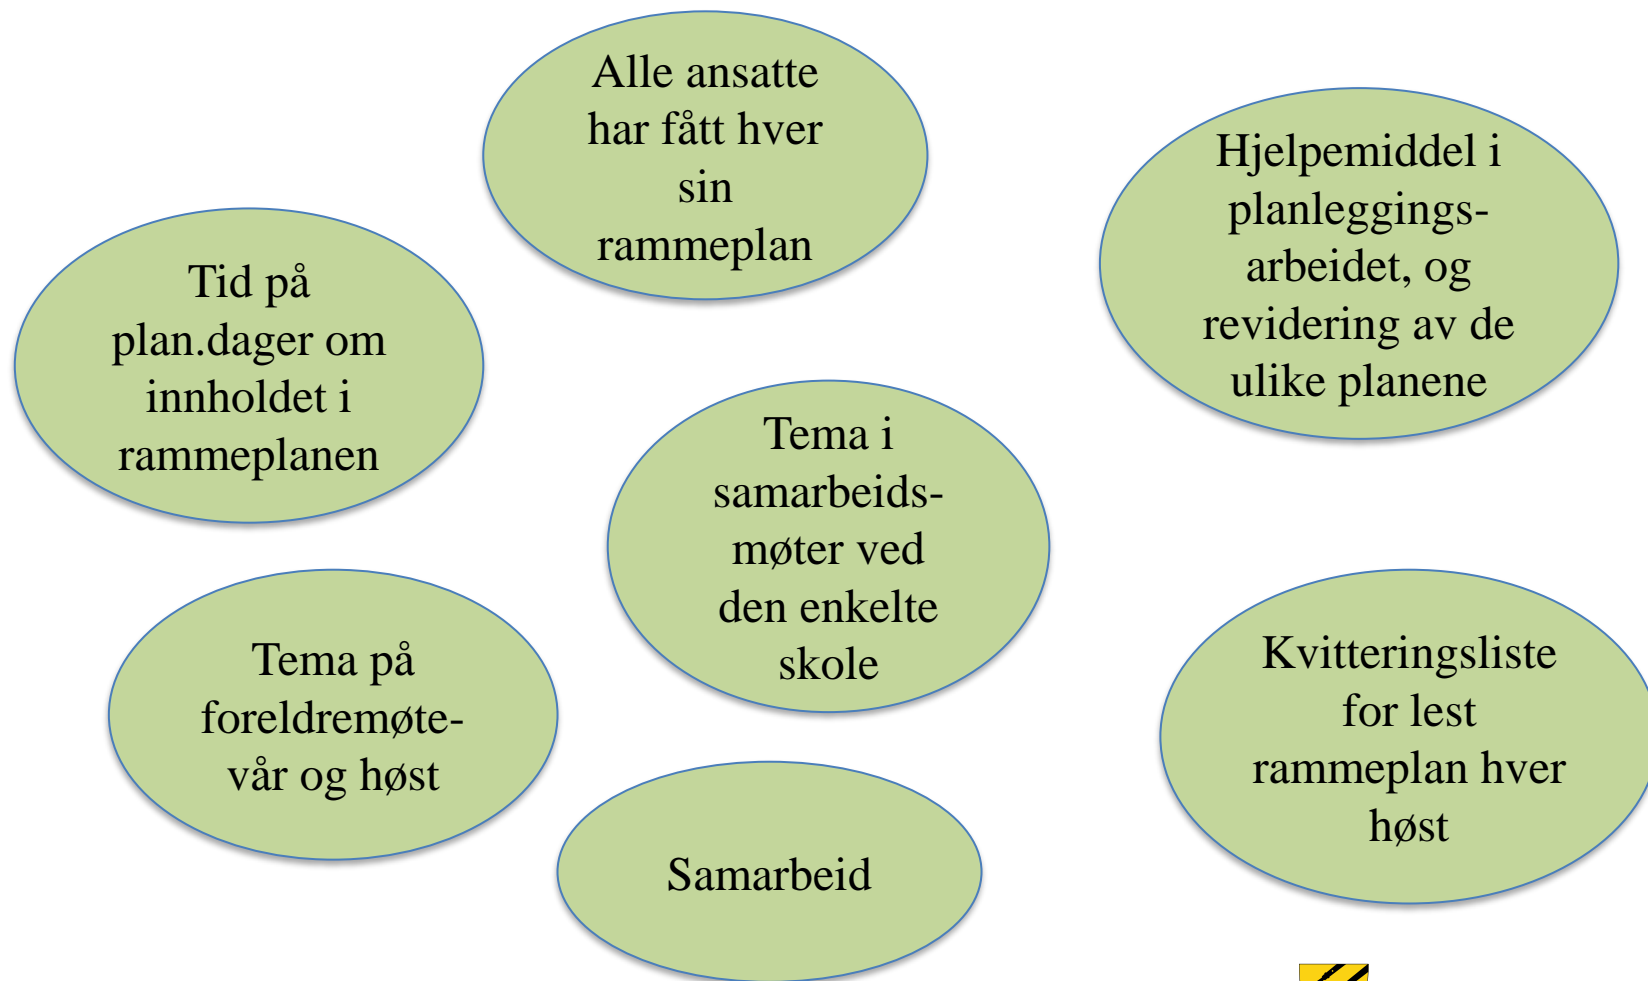 Alle ansatte
har fått hver
sin
rammeplan
Hjelpemiddel i
planleggings-
arbeidet, og
revidering av de
ulike planene
Tid på
plan.dager om
innholdet i
rammeplanen
Tema i
samarbeids-
møter ved
den enkelte
skole
Tema på
foreldremøte-
vår og høst
Kvitteringsliste
for lest
rammeplan hver
høst
Samarbeid